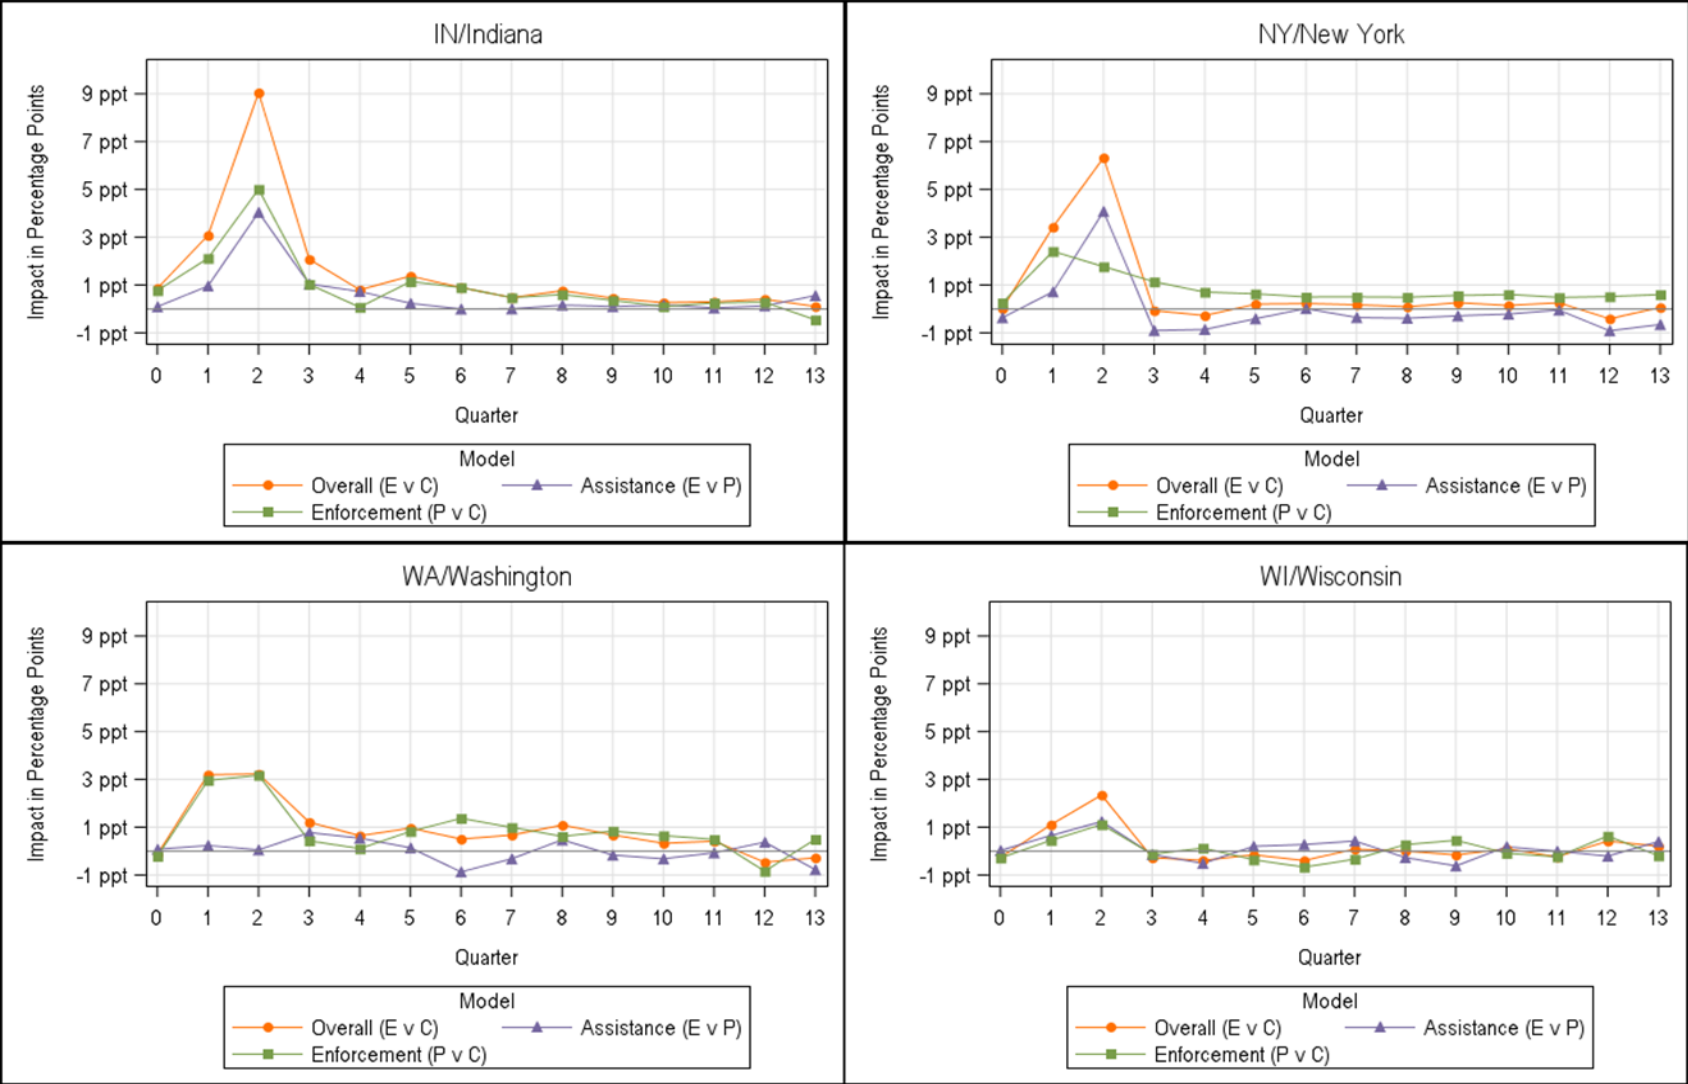 IN/Indiana
Impact in Percentage Points
9 ppt
7 ppt
5 ppt
3 ppt
1 ppt
-1 ppt
0 1 2 3 4 5 6 7 8 9 10 11 12 13
Quarter
Model
Overall (E v C) Assistance (E v P)
Enforcement (P v C)
NY/New York
Impact in Percentage Points
9 ppt
7 ppt
5 ppt
3 ppt
1 ppt
-1 ppt
0 1 2 3 4 5 6 7 8 9 10 11 12 13
Quarter
Model
Overall (E v C) Assistance (E v P)
Enforcement (P v C)
WA/Washington
Impact in Percentage Points
9 ppt
7 ppt
5 ppt
3 ppt
1 ppt
-1 ppt
0 1 2 3 4 5 6 7 8 9 10 11 12 13
Quarter
Model
Overall (E v C) Assistance (E v P)
Enforcement (P v C)
WI/Wisconsin
Impact in Percentage Points
9 ppt
7 ppt
5 ppt
3 ppt
1 ppt
-1 ppt
0 1 2 3 4 5 6 7 8 9 10 11 12 13
Quarter
Model
Overall (E v C) Assistance (E v P)
Enforcement (P v C)